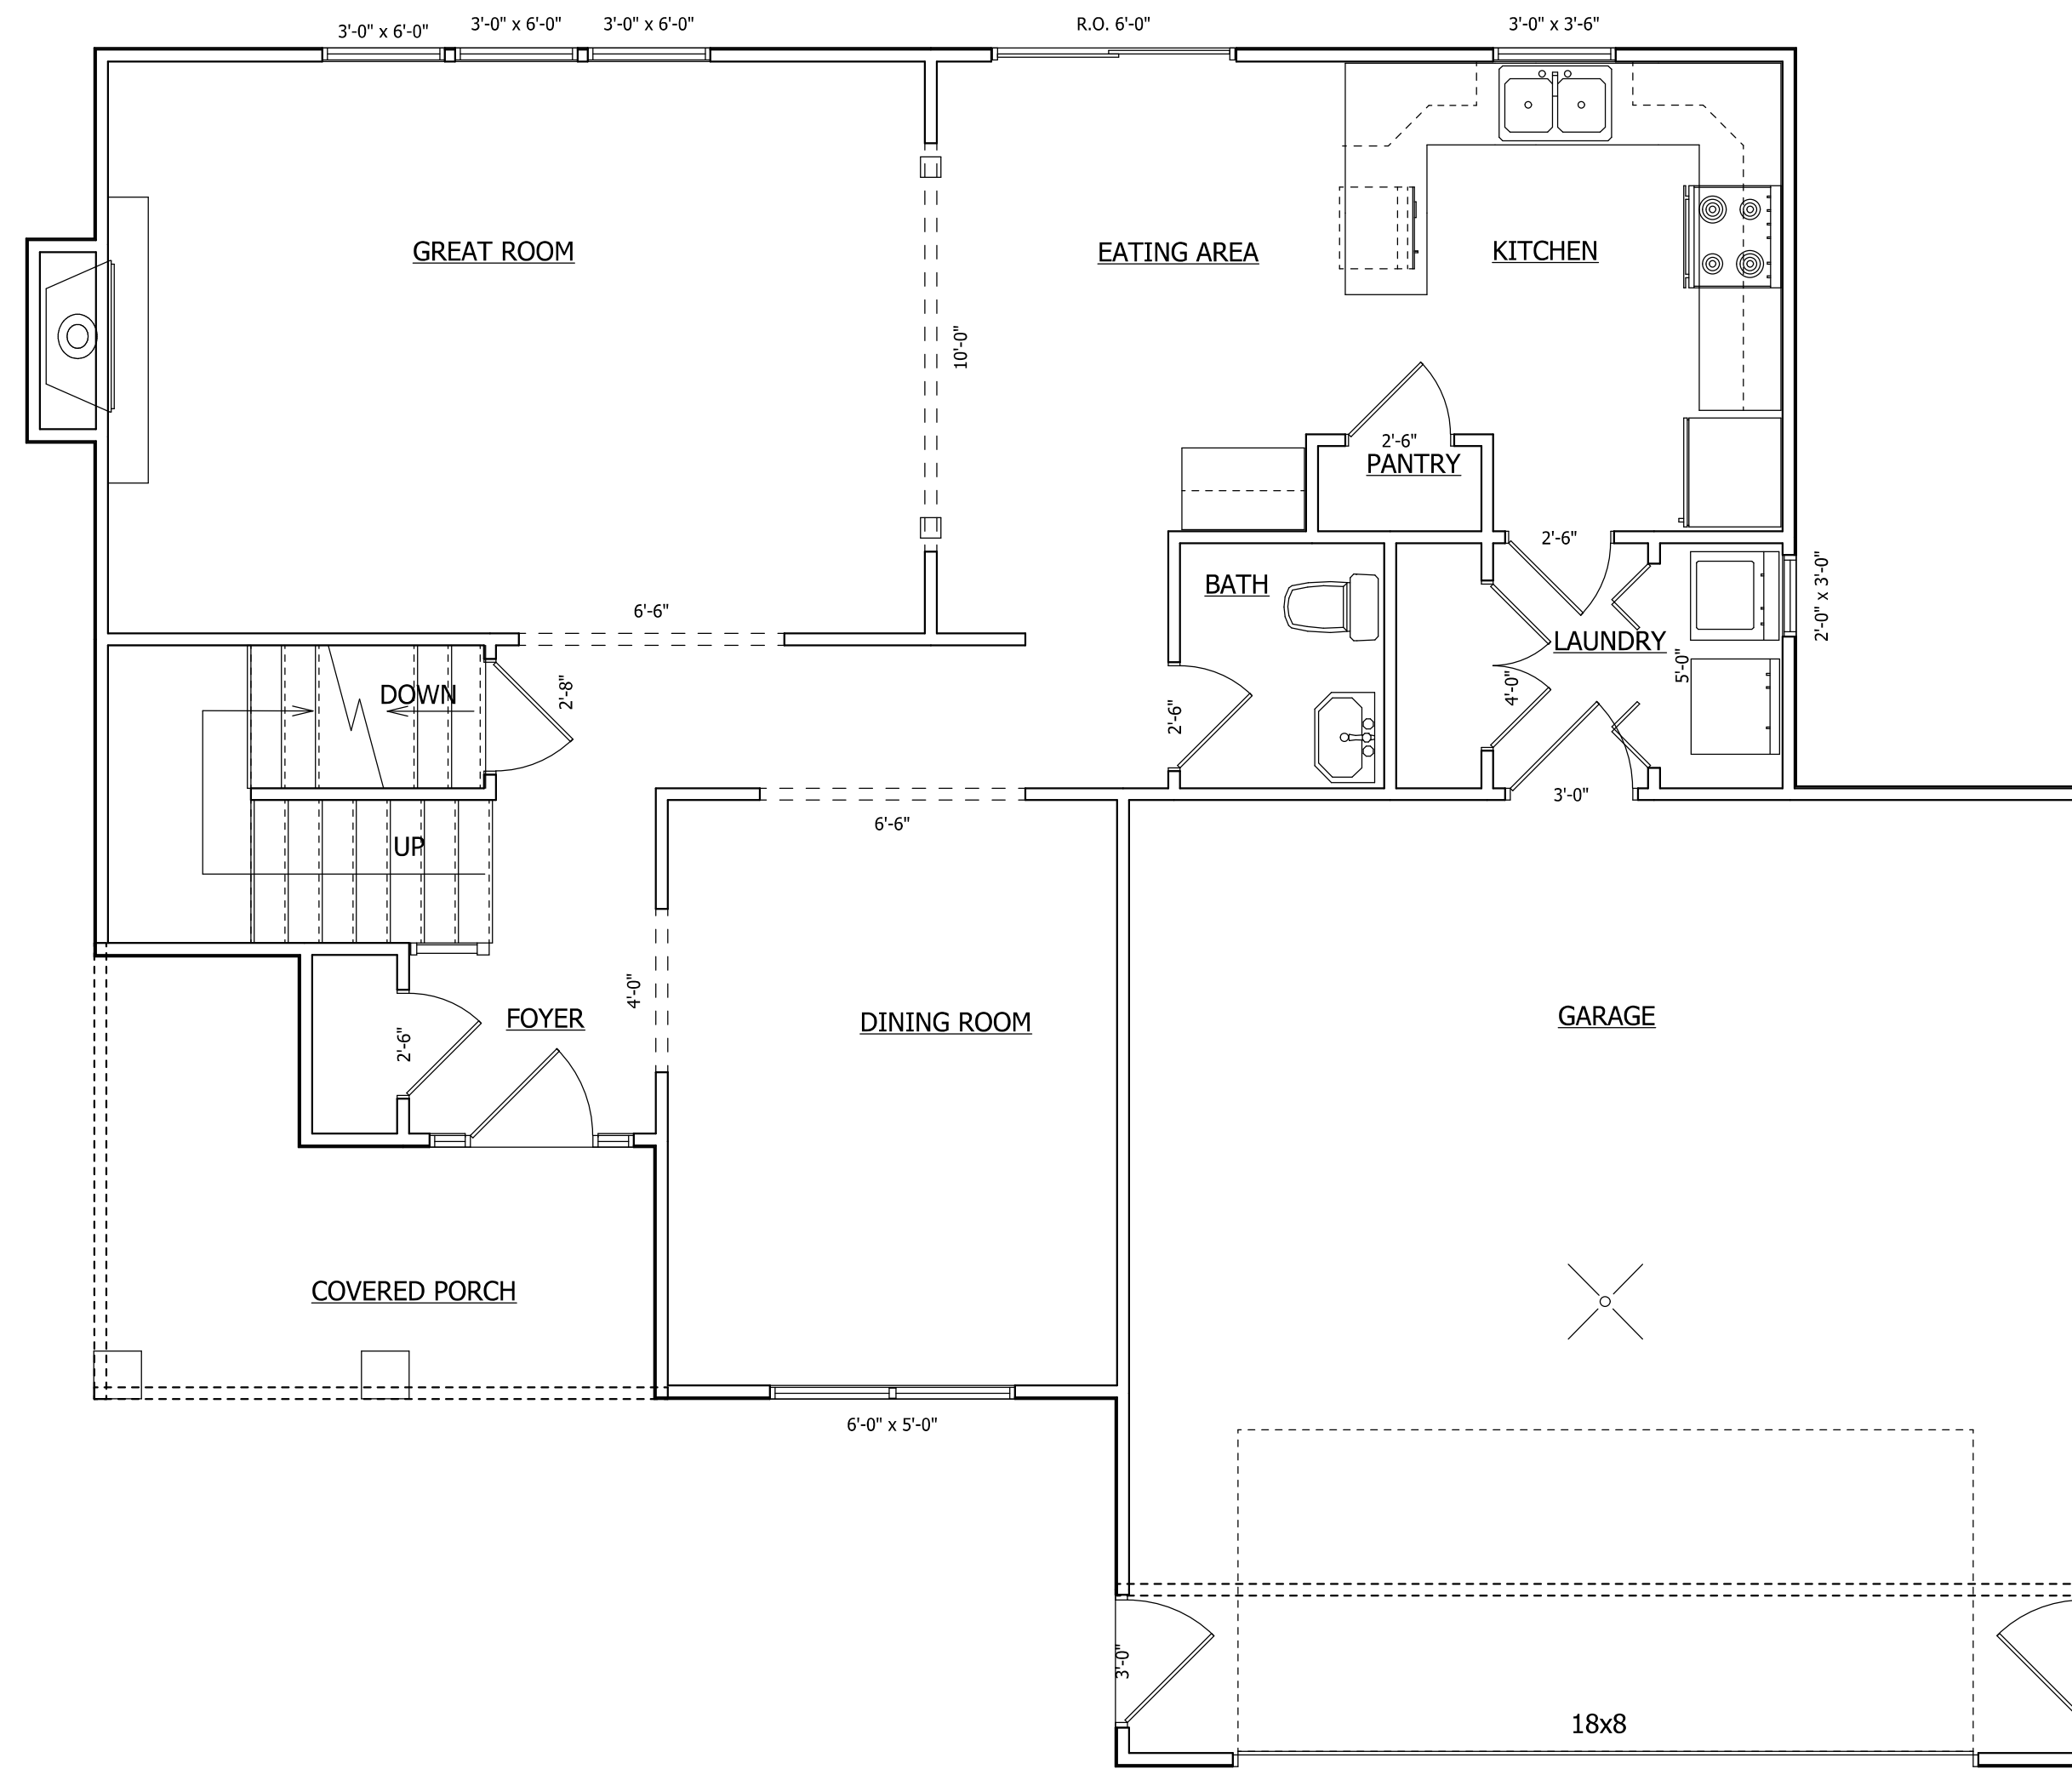 3'-0" x 6'-0"
3'-0" x 6'-0"
3'-0" x 6'-0"
R.O. 6'-0"
3'-0" x 3'-6"
GREAT ROOM
EATING AREA
KITCHEN
10'-0"
2'-6"
PANTRY
2'-6"
2'-0" x 3'-0"
BATH
6'-6"
LAUNDRY
5'-0"
DOWN
2'-8"
2'-6"
4'-0"
3'-0"
6'-6"
UP
4'-0"
FOYER
2'-6"
DINING ROOM
GARAGE
COVERED PORCH
6'-0" x 5'-0"
3'-0"
18x8